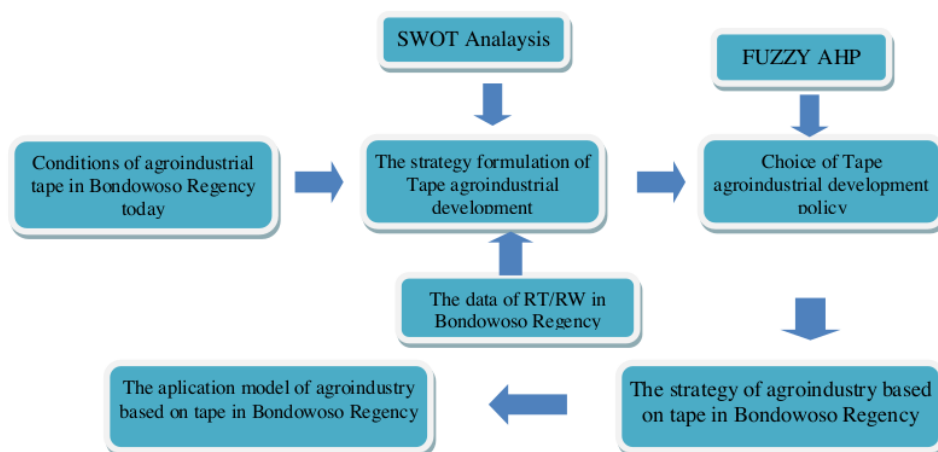 SWOT Analaysis
FUZZY AHP
Conditions of agroindustrial
tape in Bondowoso Regency
today
The strategy formulation of
Tape agroindustrial
development
Choice of Tape
agroindustrial development
policy
The data of RT/RW in
Bondowoso Regency
The aplication model of agroindustry
based on tape in Bondowoso Regency
The strategy of agroindustry based
on tape in Bondowoso Regency